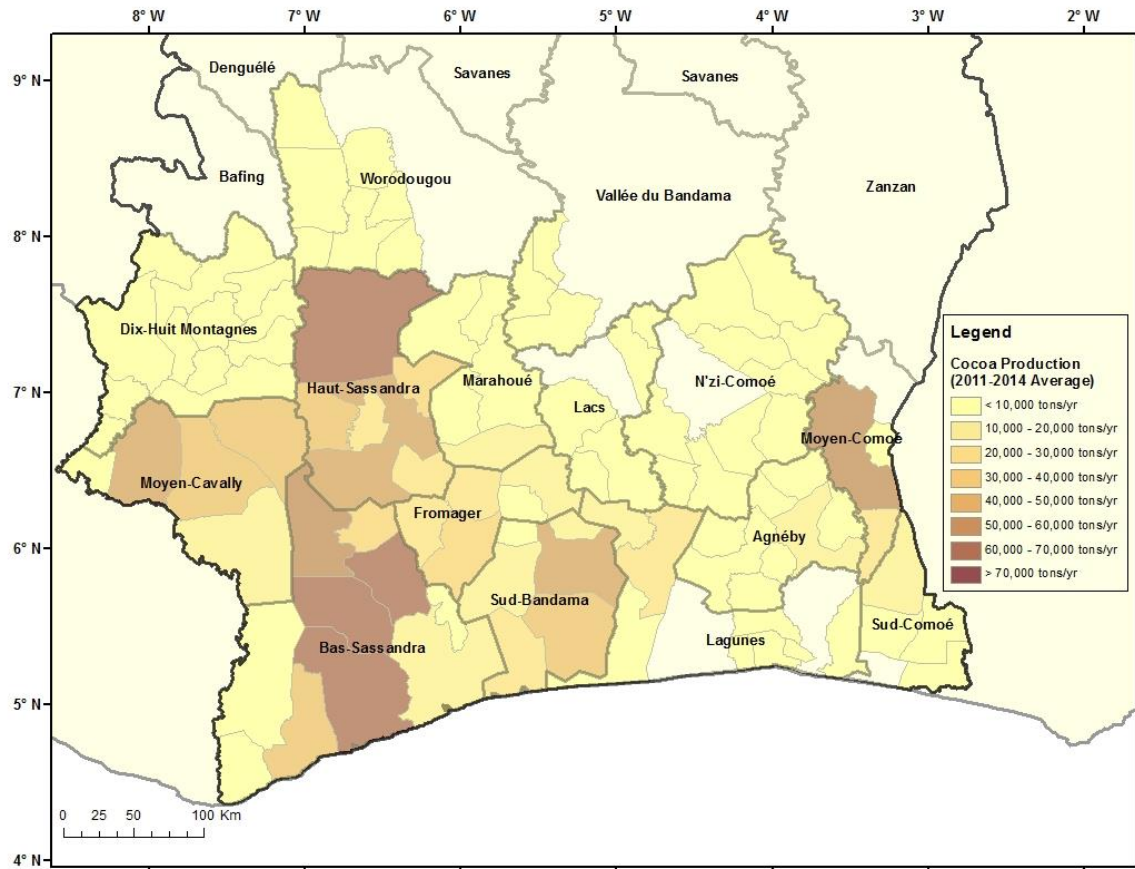 8° W 7° W 6° W 5° W 4° W 3° W 2° W
9° N
8° N
7° N
6° N
5° N
4° N
Denguélé
Savanes
Savanes
Bafing
Worodougou
Vallée du Bandama
Zanzan
Dix-Huit Montagnes
Haut-Sassandra
Marahoué
Lacs
N'zi-Comoé
Moyen-Comoé
Moyen-Cavally
Fromager
Agnéby
Sud-Bandama
Bas-Sassandra
Lagunes
Sud-Comoé
Legend
Cocoa Production
(2011-2014 Average)
< 10,000 tons/yr
10,000 - 20,000 tons/yr
20,000 - 30,000 tons/yr
30,000 - 40,000 tons/yr
40,000 - 50,000 tons/yr
50,000 - 60,000 tons/yr
60,000 - 70,000 tons/yr
> 70,000 tons/yr
0 25 50 100 Km